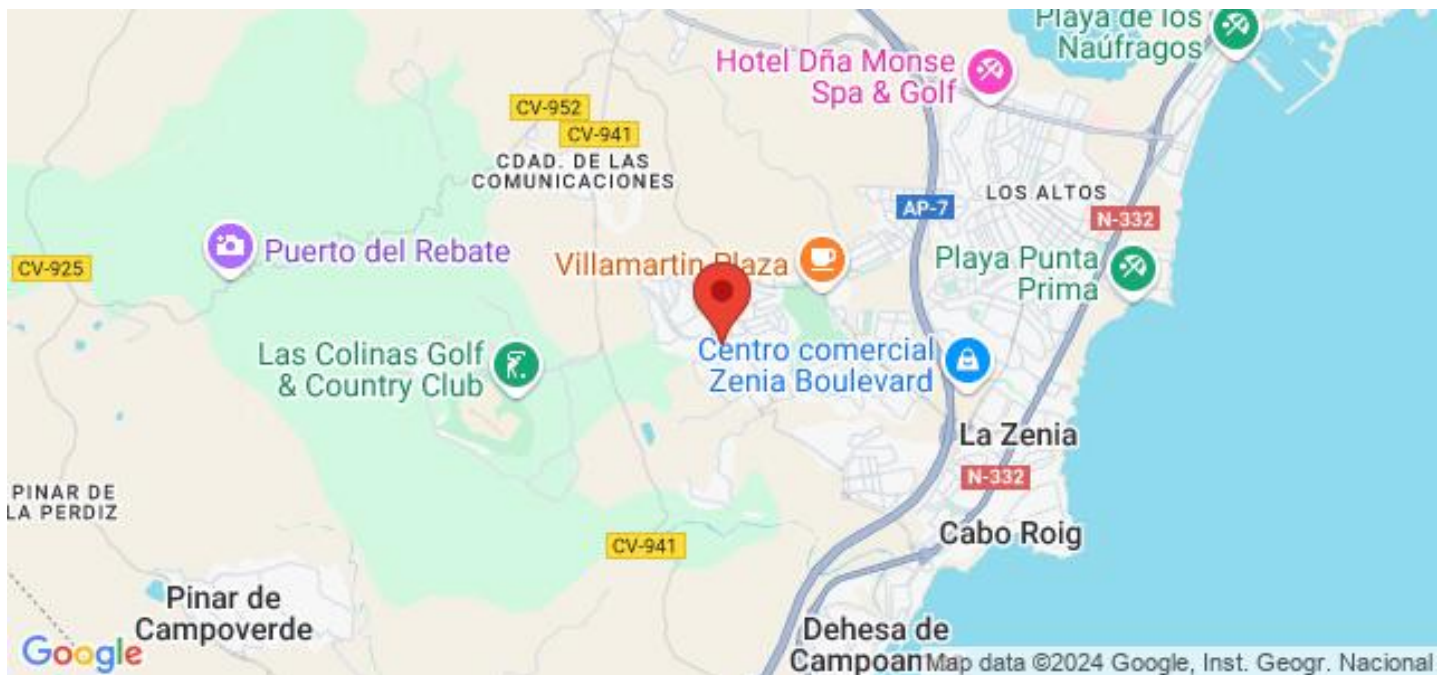 Playa de los
Naúfragos
Hotel Dña Monse
Spa & Golf
CV-952
CV-941
CDAD. DE LAS
COMUNICACIONES
LOS ALTOS
AP-7
N-332
Puerto del Rebate
CV-925
Villamartin Plaza
Playa Punta
Prima
Las Colinas Golf
& Country Club
Centro comercial
Zenia Boulevard
La Zenia
N-332
PINAR DE
LA PERDIZ
Cabo Roig
CV-941
Pinar de
Campoverde
Dehesa de
Google
Map data ©2024 Google, Inst. Geogr. Nacional